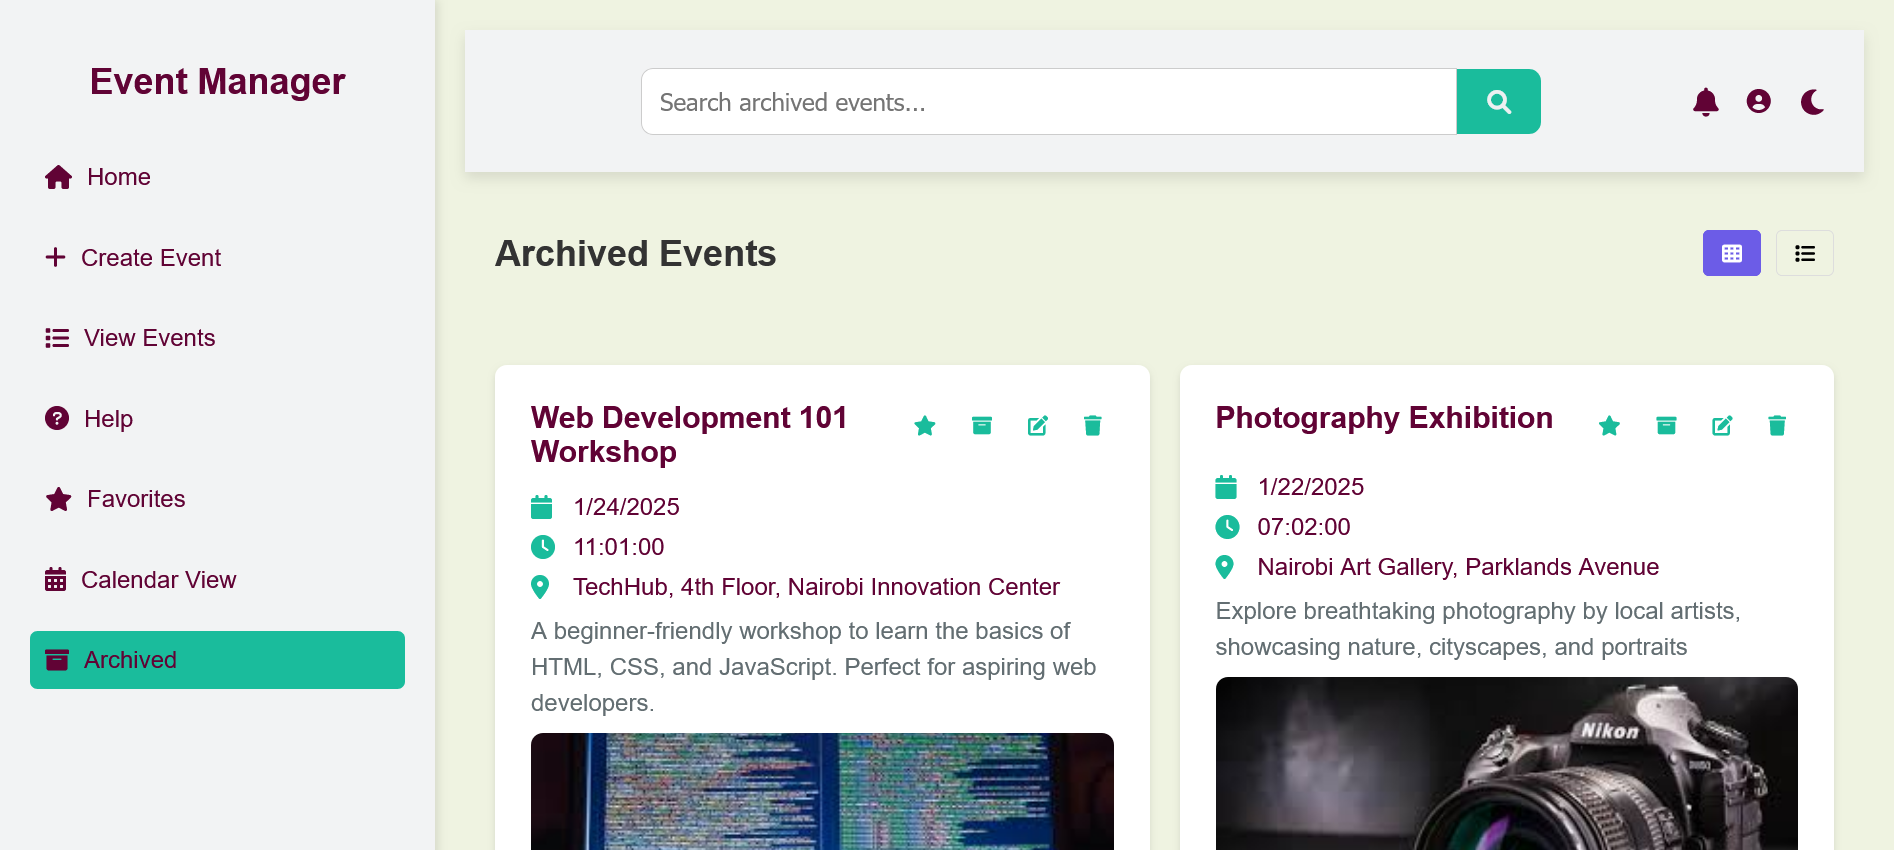 Event Manager
Home
Create Event
View Events
Help
Favorites
Calendar View
Archived
Search archived events...
Archived Events
Web Development 101
Workshop
1/24/2025
11:01:00
TechHub, 4th Floor, Nairobi Innovation Center
A beginner-friendly workshop to learn the basics of
HTML, CSS, and JavaScript. Perfect for aspiring web
developers.
Photography Exhibition
1/22/2025
07:02:00
Nairobi Art Gallery, Parklands Avenue
Explore breathtaking photography by local artists,
showcasing nature, cityscapes, and portraits
Nikon